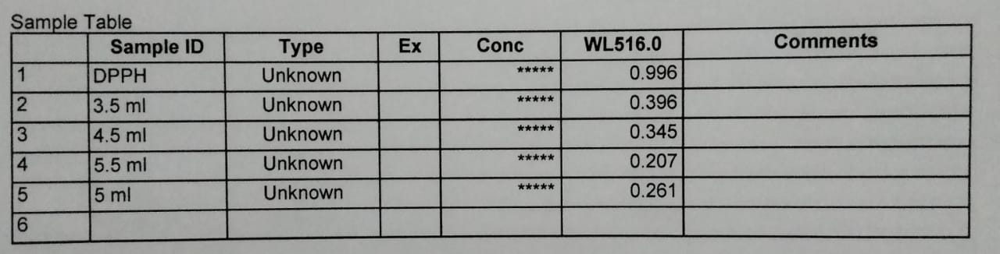 Sample Table
Sample ID Type Ex Conc WL516.0 Comments
1 DPPH Unknown ***** 0.996
2 3.5 ml Unknown ***** 0.396
3 4.5 ml Unknown ***** 0.345
4 5.5 ml Unknown ***** 0.207
5 5 ml Unknown ***** 0.261
6